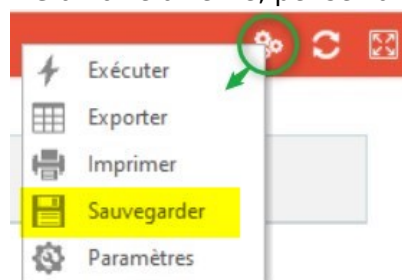 Exécuter
Exporter
Imprimer
Sauvegarder
Paramètres